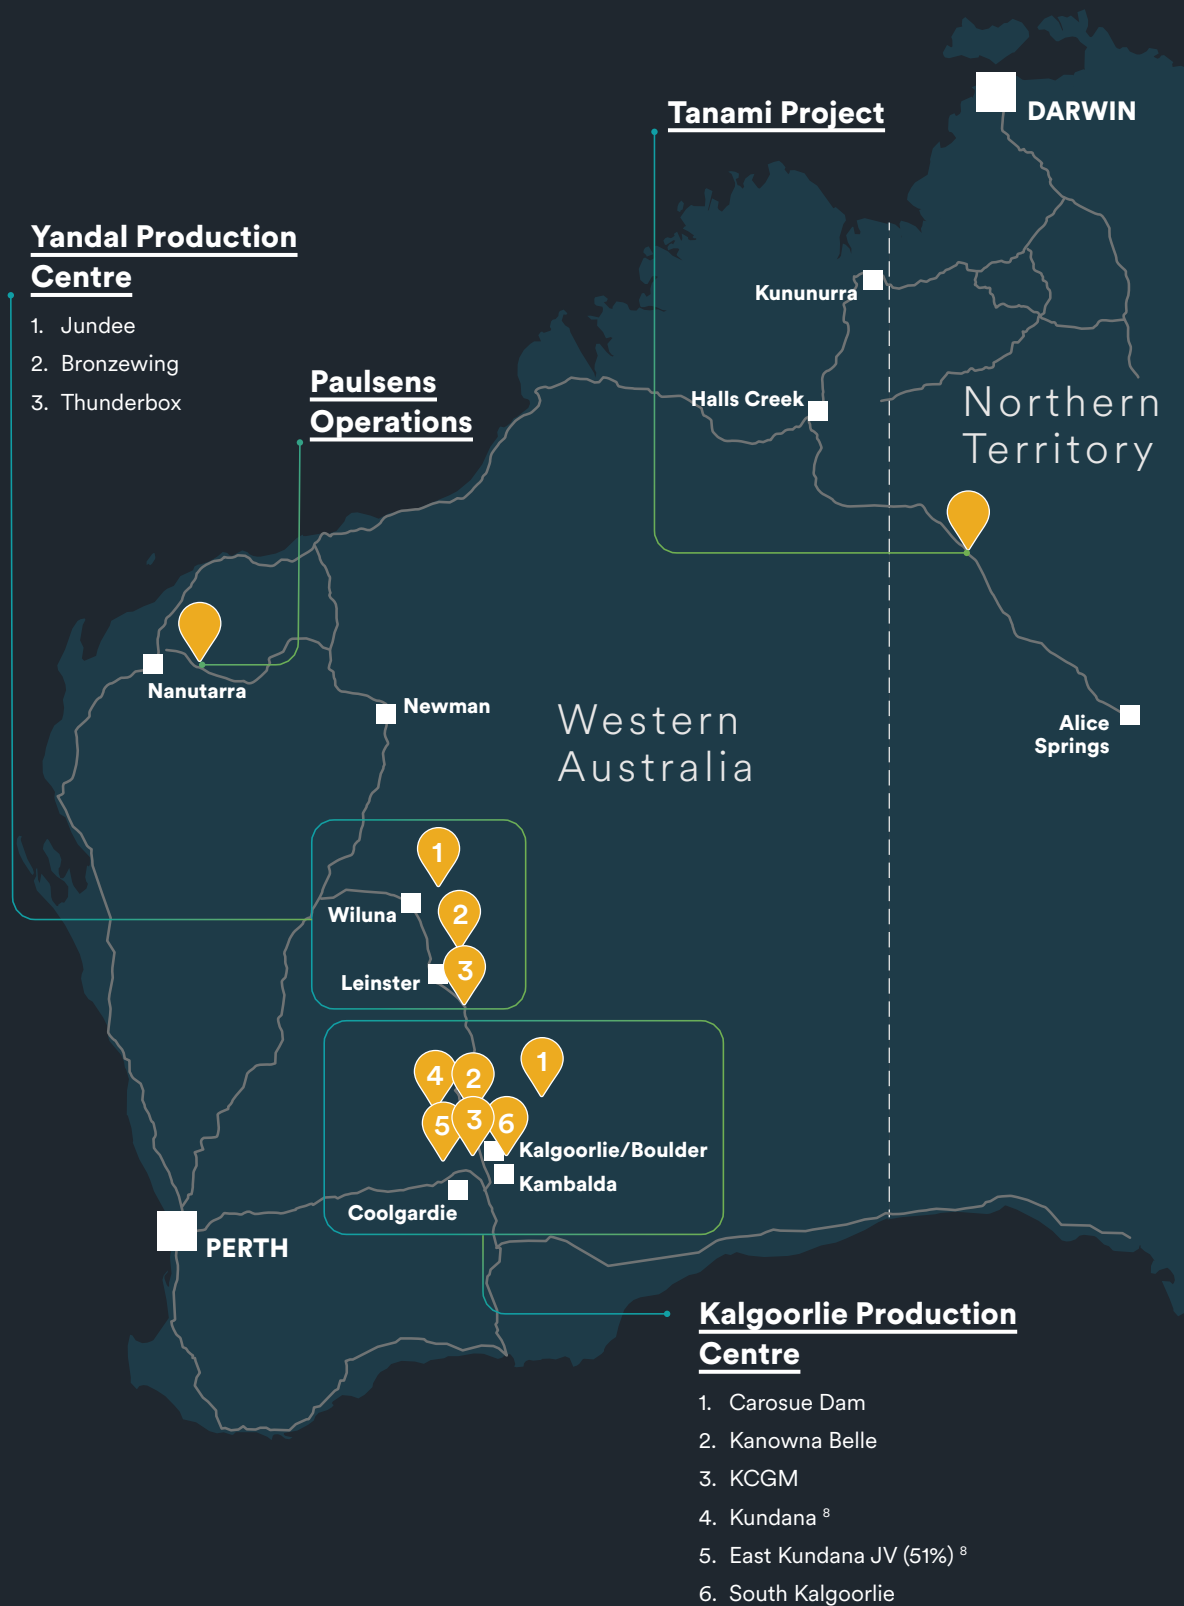 Tanami Project
DARWIN
Yandal Production
Centre
1. Jundee
2. Bronzewing
3. Thunderbox
Paulsens
Operations
Kununurra
Halls Creek
Northern
Territory
Nanutarra
Newman
Western
Australia
Alice
Springs
1
Wiluna
2
Leinster
3
1
4
2
5
3
6
Kalgoorlie/Boulder
Kambalda
Coolgardie
PERTH
Kalgoorlie Production
Centre
1. Carosue Dam
2. Kanowna Belle
3. KCGM
4. Kundana ⁸
5. East Kundana JV (51%) ⁸
6. South Kalgoorlie